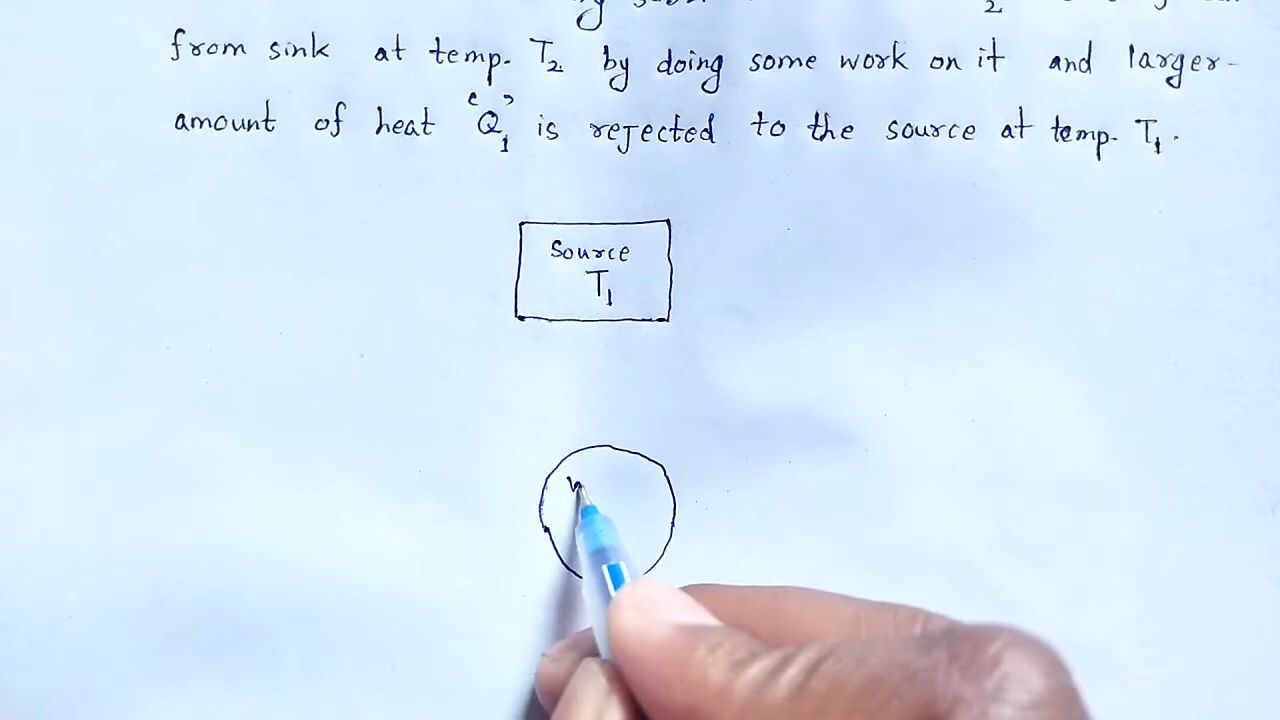 2
from sink at temp. T2 by doing some work on it and larger-
amount of heat 'Q1' is rejected to the source at temp. T1.
Source
T1